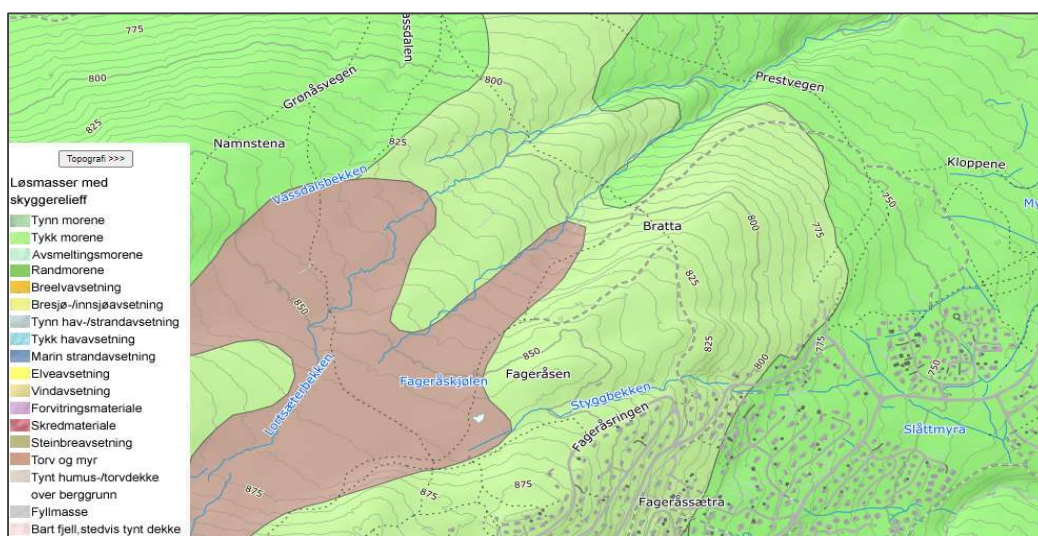 775
800
825
Grønåsvegen
assdalen
800
825
Namnstena
Vassdalsbekken
Prestvegen
Kloppene
750
My
Bratta
800
775
825
850
850
Fageråsen
825
800
775
750
Fageråskjølen
Styggbekken
Lortsæterbekken
Fageråsringen
Slåttmyra
875
875
875
Fageråssætra
Topografi >>>
Løsmasser med
skyggerelieff
Tynn morene
Tykk morene
Avsmeltingsmorene
Randmorene
Breelvavsetning
Bresjø-/innsjøavsetning
Tynn hav-/strandavsetning
Tykk havavsetning
Marin strandavsetning
Elveavsetning
Vindavsetning
Forvitringsmateriale
Skredmateriale
Steinbreavsetning
Torv og myr
Tynt humus-/torvdekke
over berggrunn
Fyllmasse
Bart fjell,stedvis tynt dekke